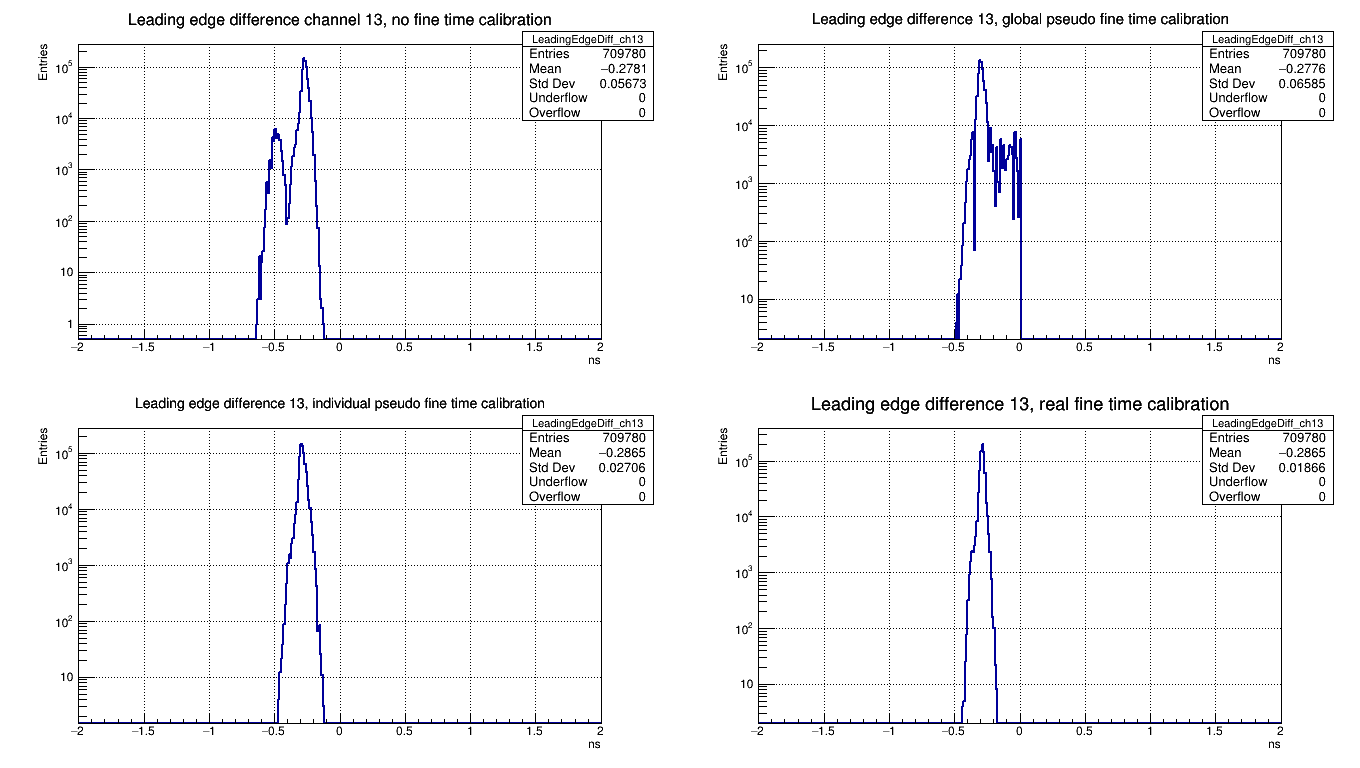 Leading edge difference channel 13, no fine time calibration
Entries
LeadingEdgeDiff_ch13
Entries 709780
Mean −0.2781
Std Dev 0.05673
Underflow 0
Overflow 0
10^5
10^4
10^3
10^2
10
1
−2 −1.5 −1 −0.5 0 0.5 1 1.5 2
ns
Leading edge difference 13, global pseudo fine time calibration
Entries
LeadingEdgeDiff_ch13
Entries 709780
Mean −0.2776
Std Dev 0.06585
Underflow 0
Overflow 0
10^5
10^4
10^3
10^2
10
−2 −1.5 −1 −0.5 0 0.5 1 1.5 2
ns
Leading edge difference 13, individual pseudo fine time calibration
Entries
LeadingEdgeDiff_ch13
Entries 709780
Mean −0.2865
Std Dev 0.02706
Underflow 0
Overflow 0
10^5
10^4
10^3
10^2
10
−2 −1.5 −1 −0.5 0 0.5 1 1.5 2
ns
Leading edge difference 13, real fine time calibration
Entries
LeadingEdgeDiff_ch13
Entries 709780
Mean −0.2865
Std Dev 0.01866
Underflow 0
Overflow 0
10^5
10^4
10^3
10^2
10
−2 −1.5 −1 −0.5 0 0.5 1 1.5 2
ns